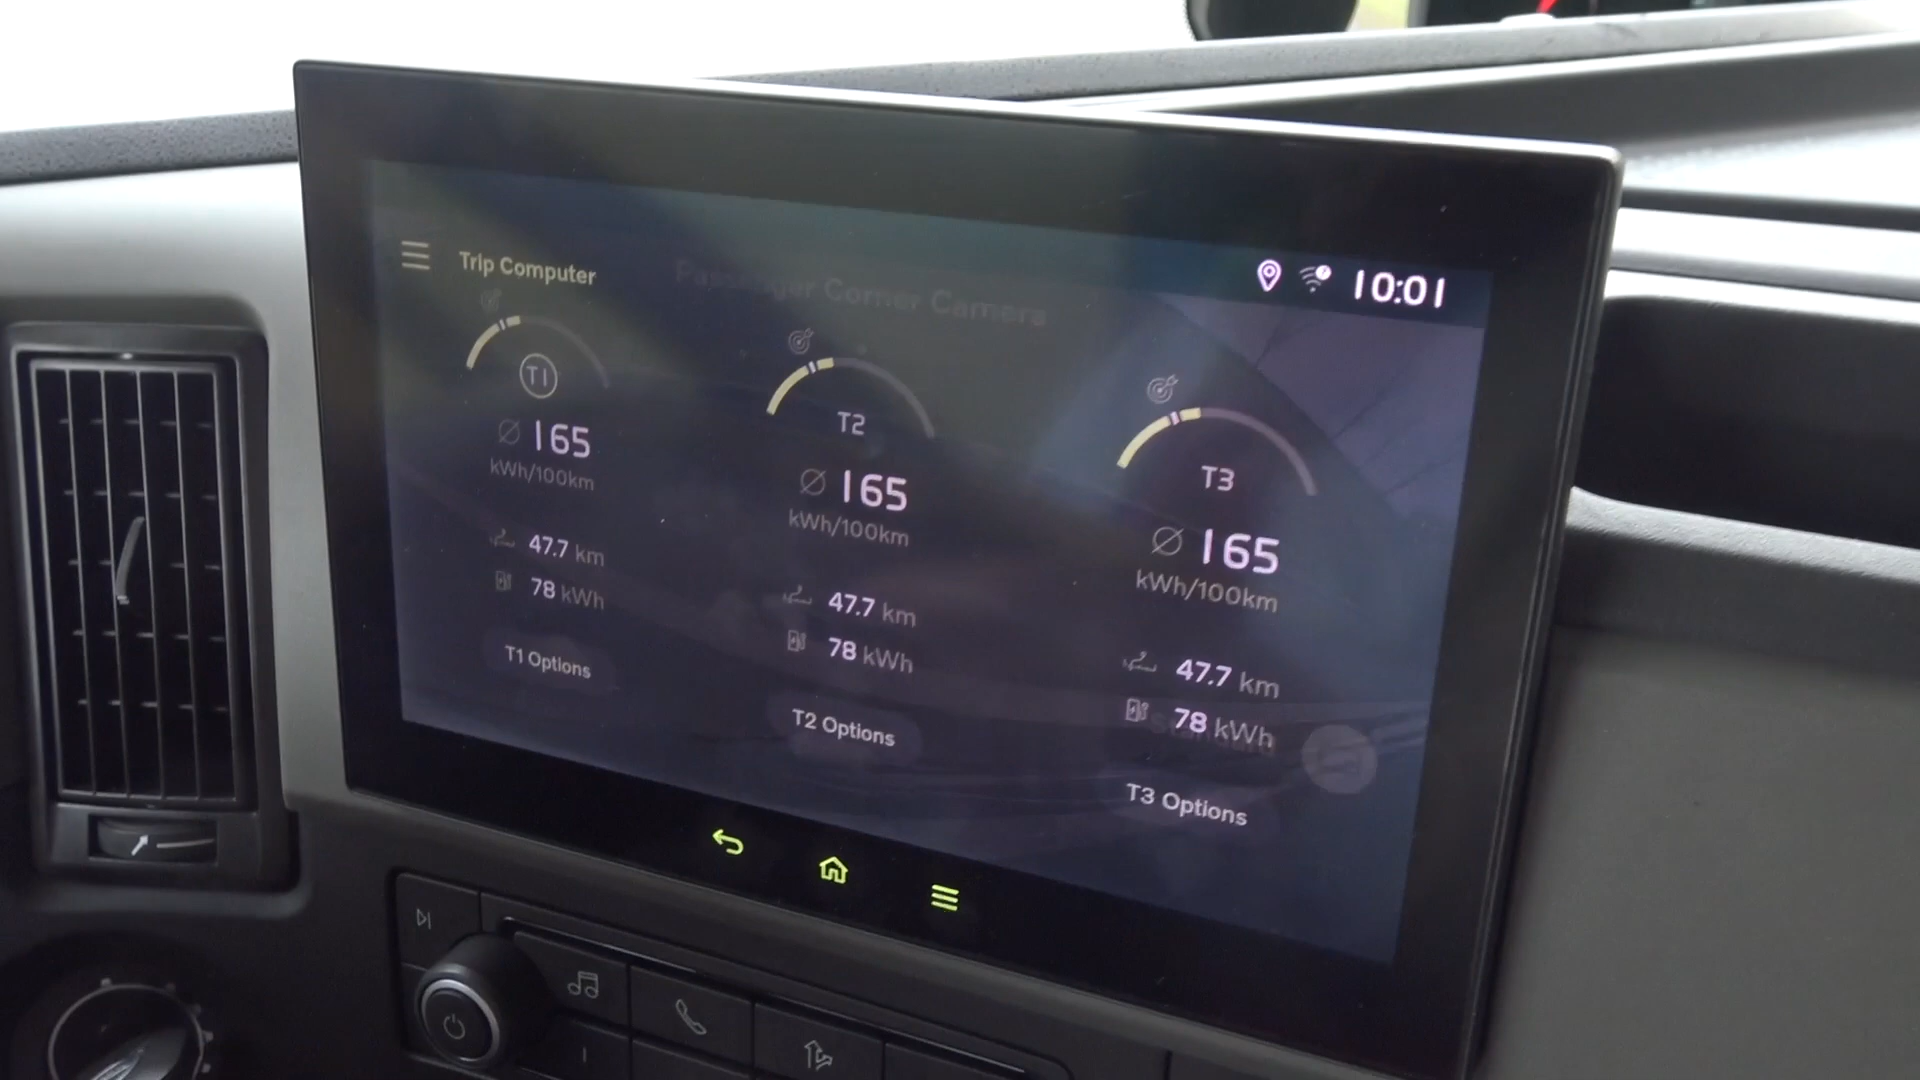 Trip Computer
Passenger Corner Camera
10:01
T1
Ø 165
kWh/100km
47.7 km
78 kWh
T1 Options
T2
Ø 165
kWh/100km
47.7 km
78 kWh
T2 Options
T3
Ø 165
kWh/100km
47.7 km
78 kWh
T3 Options